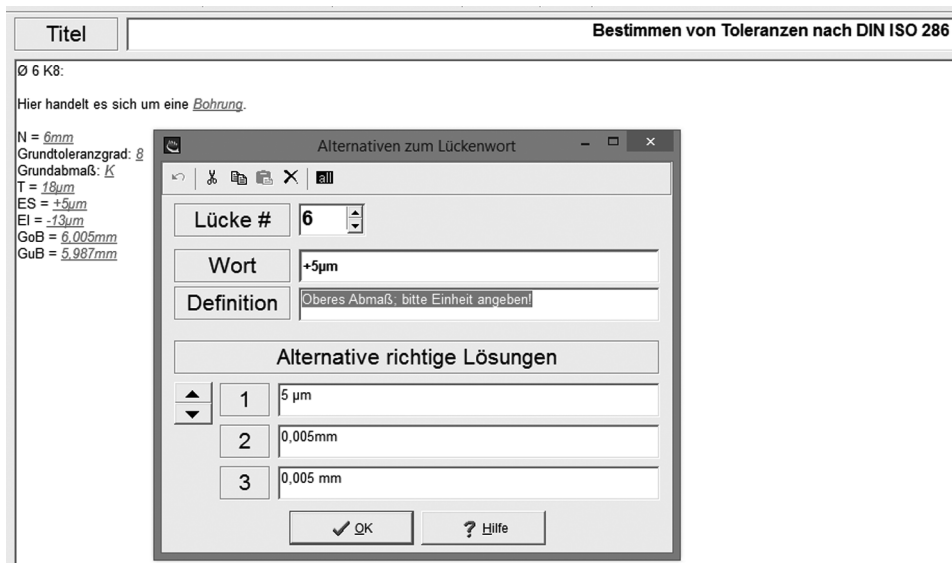 Titel
Bestimmen von Toleranzen nach DIN ISO 286
Ø 6 K8:
Hier handelt es sich um eine Bohrung.
N = 6mm
Grundtoleranzgrad: 8
Grundabmaß: K
T = 18µm
ES = +5µm
EI = -13µm
GoB = 6,005mm
GuB = 5,987mm
Alternativen zum Lückenwort
all
Lücke #
6
Wort
+5µm
Definition
Oberes Abmaß; bitte Einheit angeben!
Alternative richtige Lösungen
1
5 µm
2
0,005mm
3
0,005 mm
OK
? Hilfe